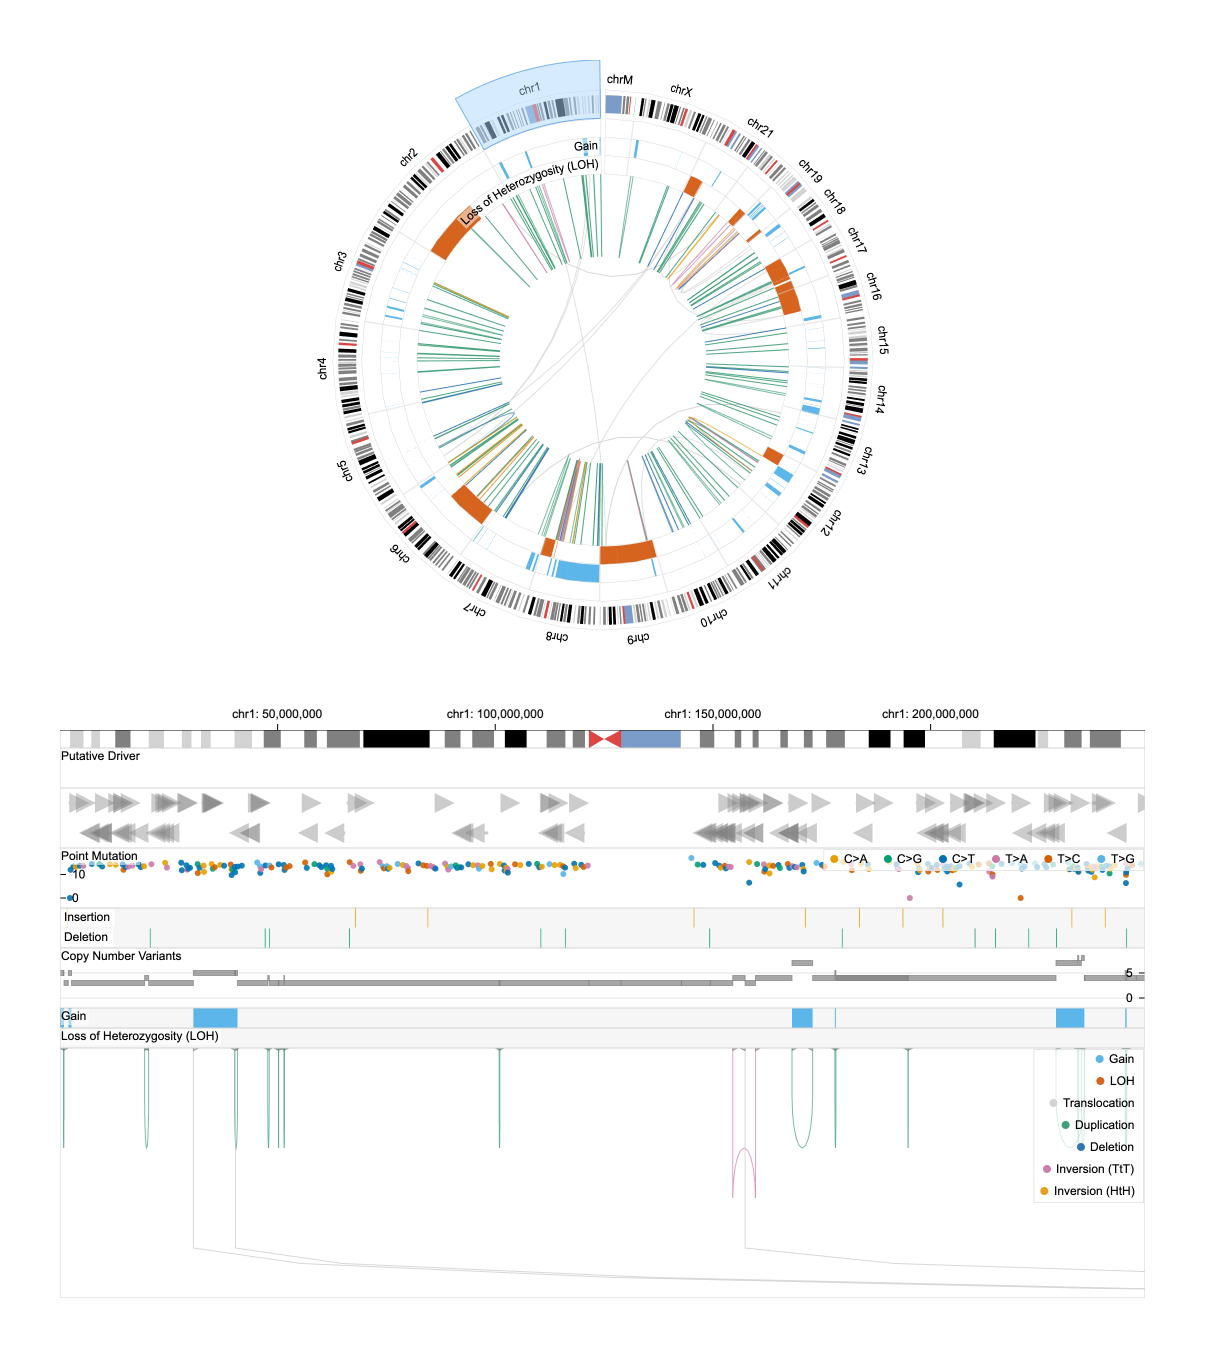 chrM
chrX
chr1
chr21
Gain
chr2
Loss of Heterozygosity (LOH)
chr19
chr18
chr17
chr3
chr16
chr15
chr4
chr14
chr5
chr13
chr12
chr6
chr11
chr7
chr10
chr8
chr9
chr1: 50,000,000
chr1: 100,000,000
chr1: 150,000,000
chr1: 200,000,000
Putative Driver
Point Mutation
C>A
C>G
C>T
T>A
T>C
T>G
10
0
Insertion
Deletion
Copy Number Variants
5
0
Gain
Loss of Heterozygosity (LOH)
Gain
LOH
Translocation
Duplication
Deletion
Inversion (TtT)
Inversion (HtH)